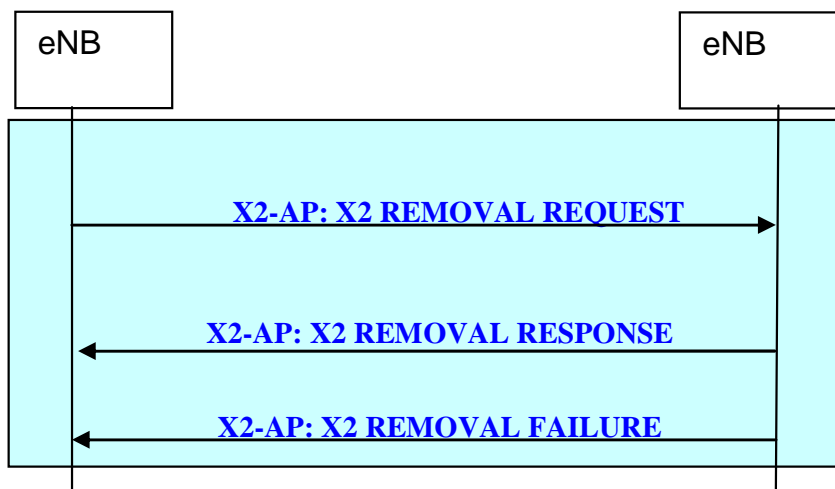 eNB
eNB
X2-AP: X2 REMOVAL REQUEST
X2-AP: X2 REMOVAL RESPONSE
X2-AP: X2 REMOVAL FAILURE